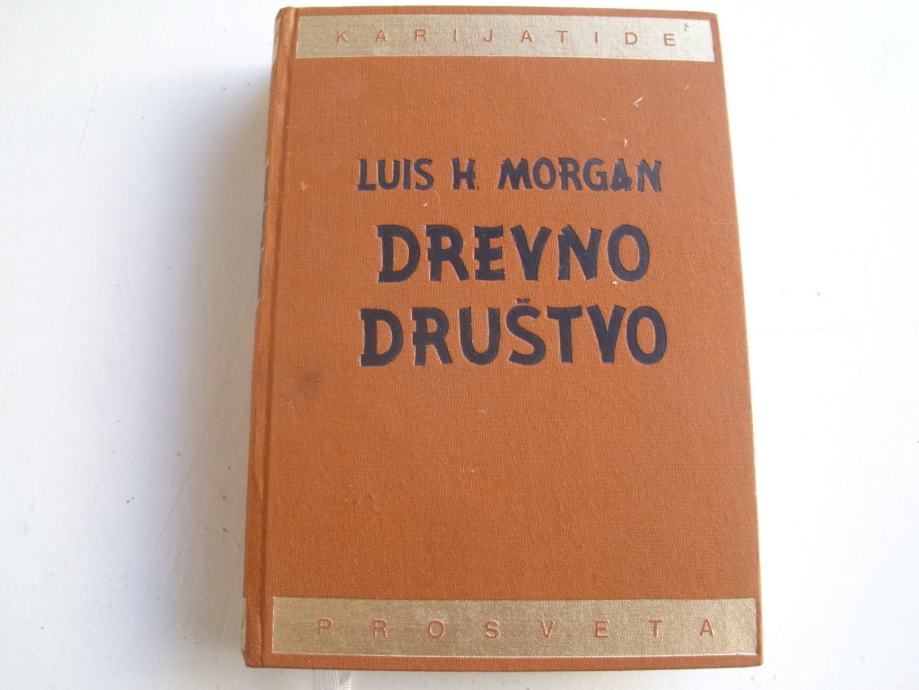 KARIJATIDE
LUIS H. MORGAN
DREVNO
DRUŠTVO
PROSVETA